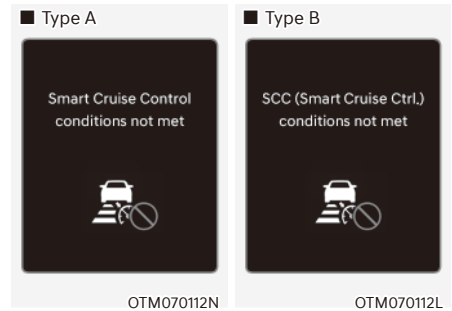 ■ Type A
Smart Cruise Control
conditions not met
OTM070112N
■ Type B
SCC (Smart Cruise Ctrl.)
conditions not met
OTM070112L